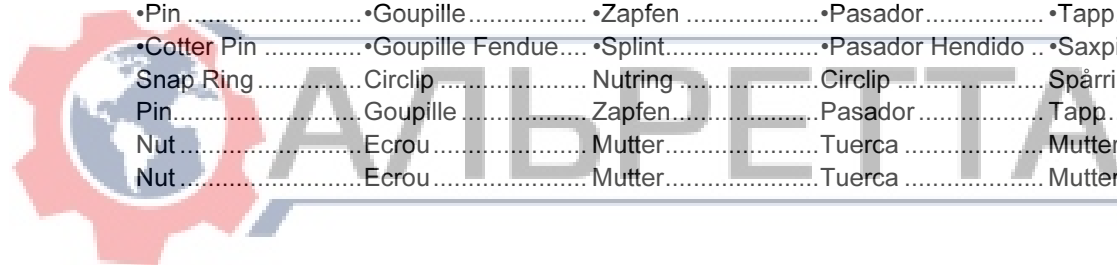 •Pin ........................ •Goupille................. •Zapfen .................. •Pasador ................. •Tapp
•Cotter Pin .............. •Goupille Fendue.... •Splint..................... •Pasador Hendido .. •Saxpi
Snap Ring............... Circlip ..................... Nutring ................... Circlip..................... Spårri
Pin.......................... Goupille .................. Zapfen..................... Pasador .................. Tapp..
Nut ......................... Ecrou ...................... Mutter...................... Tuerca .................... Mutter
Nut ......................... Ecrou ...................... Mutter...................... Tuerca .................... Mutter
АЛЬРЕТТА